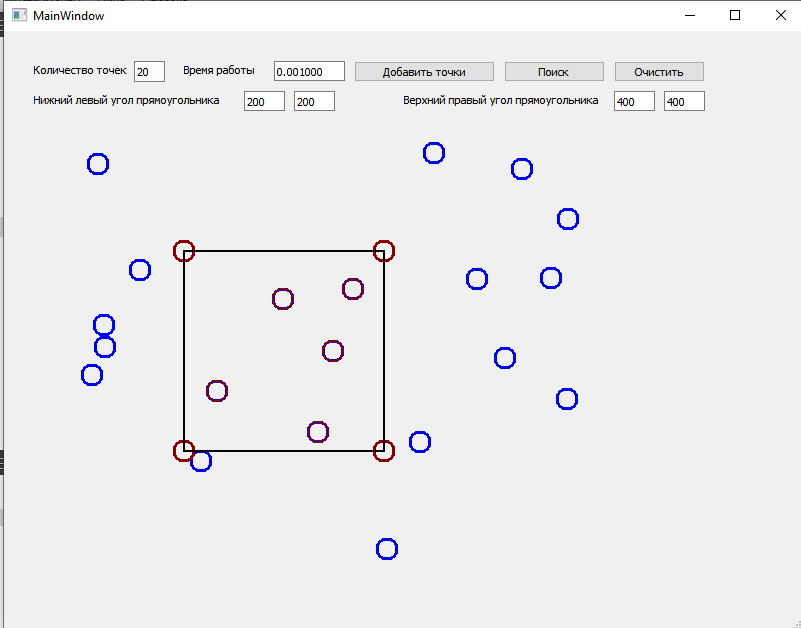 MainWindow
Количество точек 20 Время работы 0.001000 Добавить точки Поиск Очистить
Нижний левый угол прямоугольника 200 200 Верхний правый угол прямоугольника 400 400